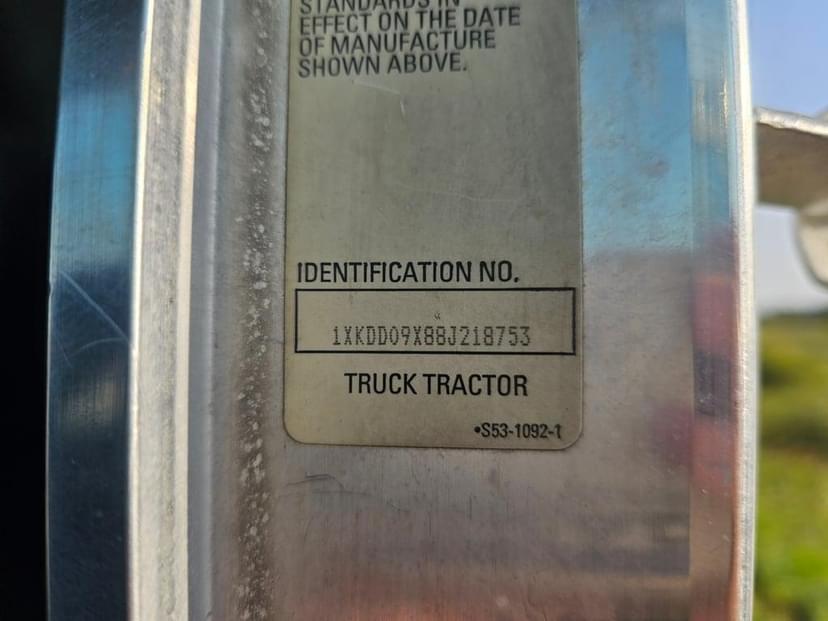 STANDARDS IN
EFFECT ON THE DATE
OF MANUFACTURE
SHOWN ABOVE.
IDENTIFICATION NO.
1XKDD09X88J218753
TRUCK TRACTOR
•S53-1092-1